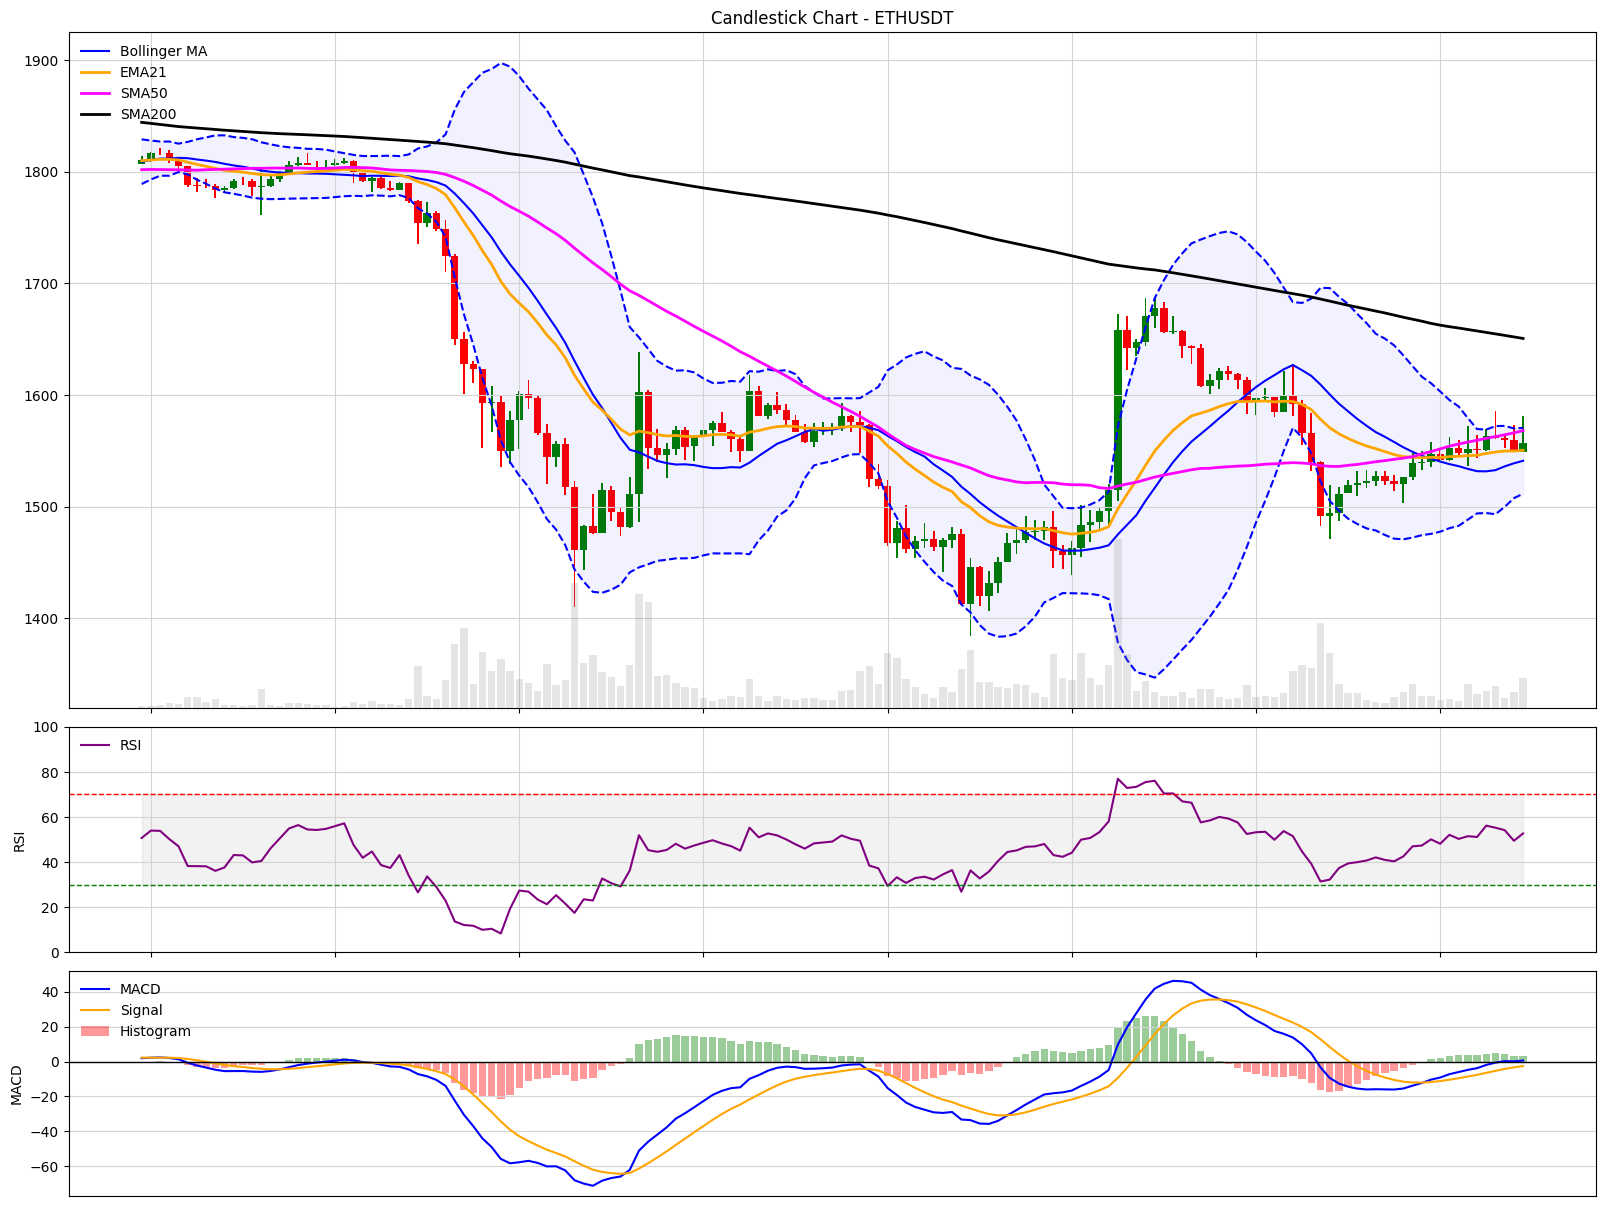 Candlestick Chart - ETHUSDT
Bollinger MA
EMA21
SMA50
SMA200
1900
1800
1700
1600
1500
1400
RSI
100
80
60
40
20
0
RSI
MACD
Signal
Histogram
40
20
0
−20
−40
−60
MACD